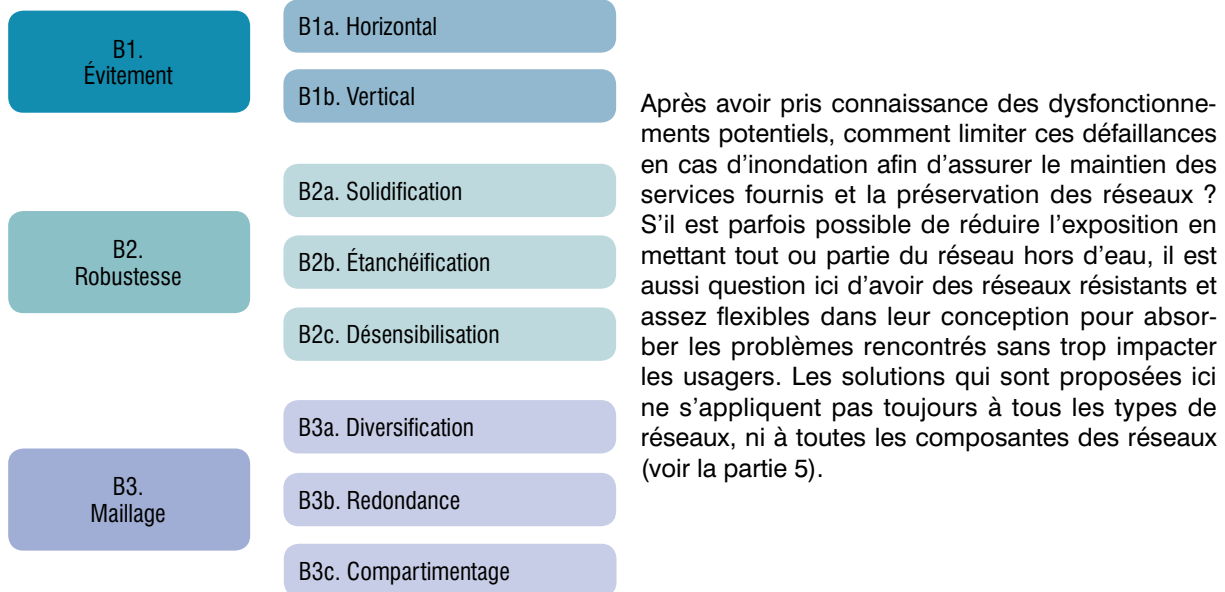 B1.
Évitement
B1a. Horizontal
B1b. Vertical
B2.
Robustesse
B2a. Solidification
B2b. Étanchéification
B2c. Désensibilisation
B3.
Maillage
B3a. Diversification
B3b. Redondance
B3c. Compartimentage
Après avoir pris connaissance des dysfonctionne-
ments potentiels, comment limiter ces défaillances
en cas d’inondation afin d’assurer le maintien des
services fournis et la préservation des réseaux ?
S’il est parfois possible de réduire l’exposition en
mettant tout ou partie du réseau hors d’eau, il est
aussi question ici d’avoir des réseaux résistants et
assez flexibles dans leur conception pour absor-
ber les problèmes rencontrés sans trop impacter
les usagers. Les solutions qui sont proposées ici
ne s’appliquent pas toujours à tous les types de
réseaux, ni à toutes les composantes des réseaux
(voir la partie 5).